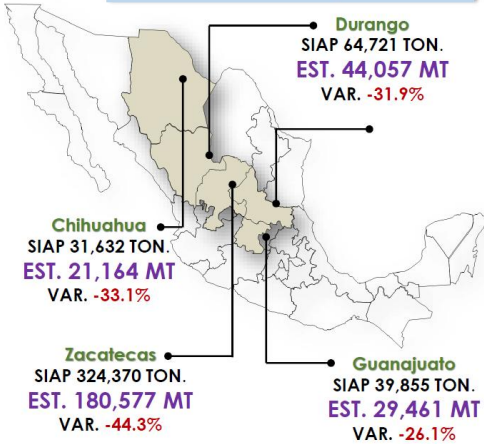 Durango
SIAP 64,721 TON.
EST. 44,057 MT
VAR. -31.9%
Chihuahua
SIAP 31,632 TON.
EST. 21,164 MT
VAR. -33.1%
Zacatecas
SIAP 324,370 TON.
EST. 180,577 MT
VAR. -44.3%
Guanajuato
SIAP 39,855 TON.
EST. 29,461 MT
VAR. -26.1%